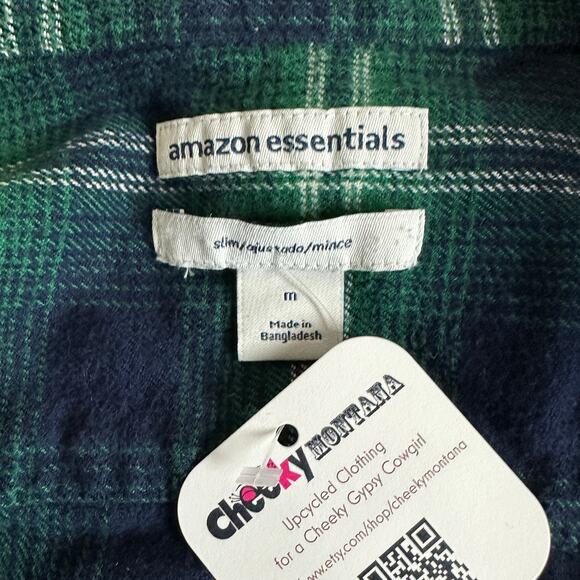 amazon essentials
slim/ajustado/mince
m
Made in
Bangladesh
Cheeky MONTANA
Upcycled Clothing
for a Cheeky Gypsy Cowgirl
www.etsy.com/shop/cheekymontana